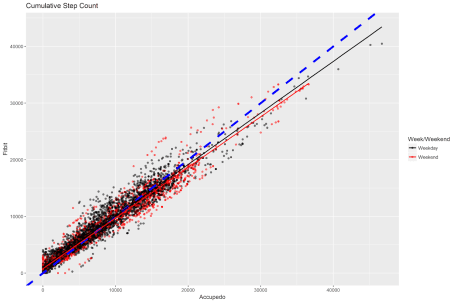 Cumulative Step Count
Fitbit
40000
30000
20000
10000
0
0 10000 20000 30000 40000
Accupedo
Week/Weekend
Weekday
Weekend